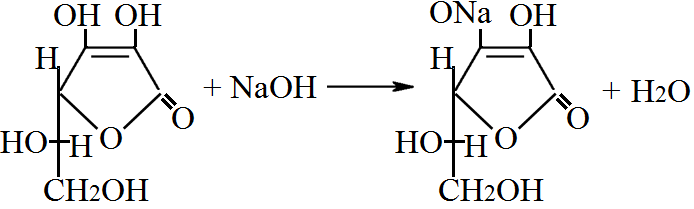 OH OH ONa OH
H + NaOH H + H2O
O O O O
HO H HO H
CH2OH CH2OH